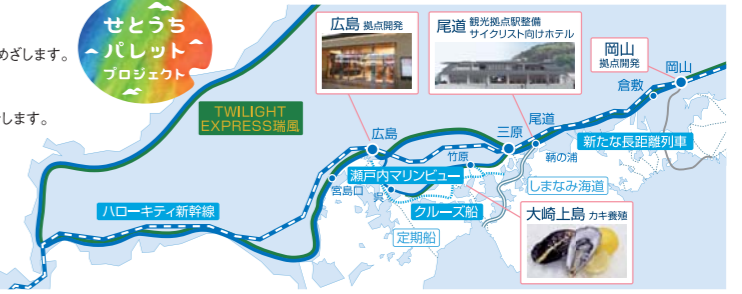 せとうち
パレット
プロジェクト
めざします。
します。
TWILIGHT
EXPRESS瑞風
広島 拠点開発
尾道 観光拠点駅整備
サイクリスト向けホテル
岡山
拠点開発
岡山
倉敷
新たな長距離列車
尾道
三原
鞆の浦
広島
竹原
瀬戸内マリンビュー
宮島口
呉
しまなみ海道
ハローキティ新幹線
クルーズ船
定期船
大崎上島 カキ養殖